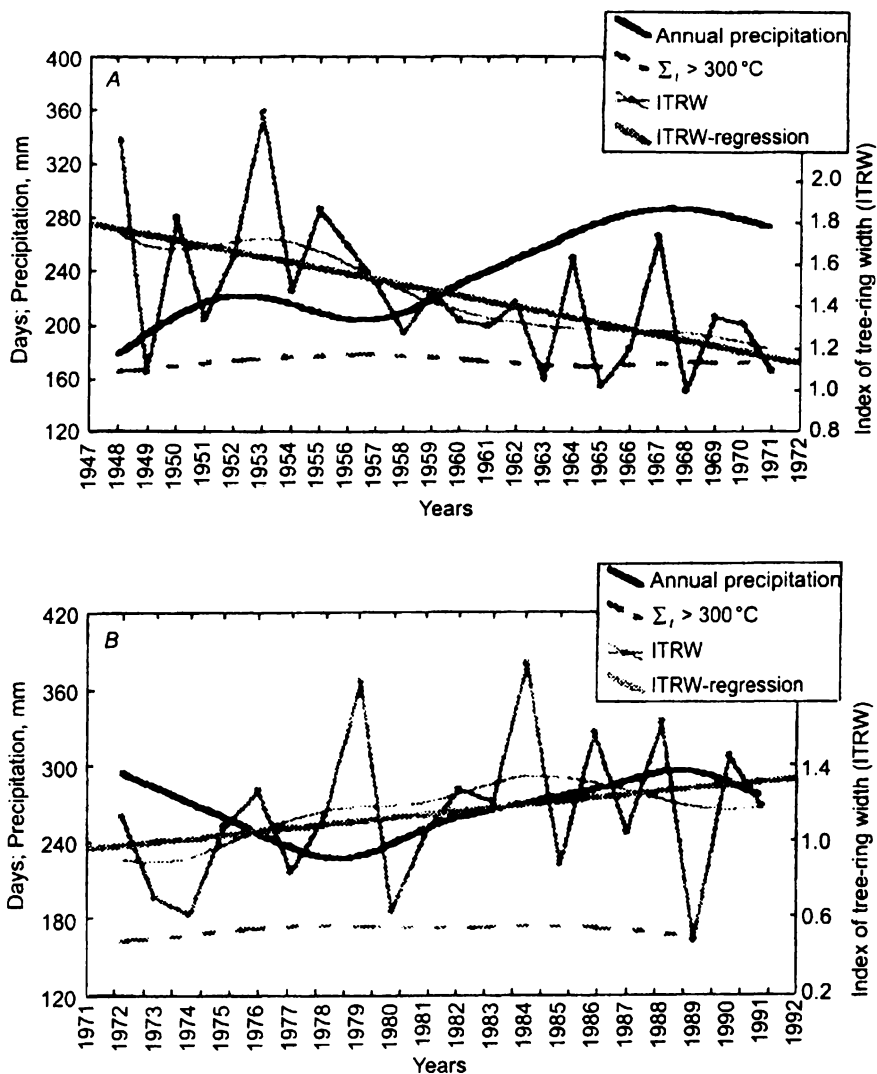 A
Annual precipitation
Σt > 300 °C
ITRW
ITRW-regression
Days; Precipitation, mm
400
360
320
280
240
200
160
120
2.0
1.8
1.6
1.4
1.2
1.0
0.8
Index of tree-ring width (ITRW)
1947 1948 1949 1950 1951 1952 1953 1954 1955 1956 1957 1958 1959 1960 1961 1962 1963 1964 1965 1966 1967 1968 1969 1970 1971 1972
Years
B
Annual precipitation
Σt > 300 °C
ITRW
ITRW-regression
Days; Precipitation, mm
420
360
300
240
180
120
1.4
1.0
0.6
0.2
Index of tree-ring width (ITRW)
1971 1972 1973 1974 1975 1976 1977 1978 1979 1980 1981 1982 1983 1984 1985 1986 1987 1988 1989 1990 1991 1992
Years